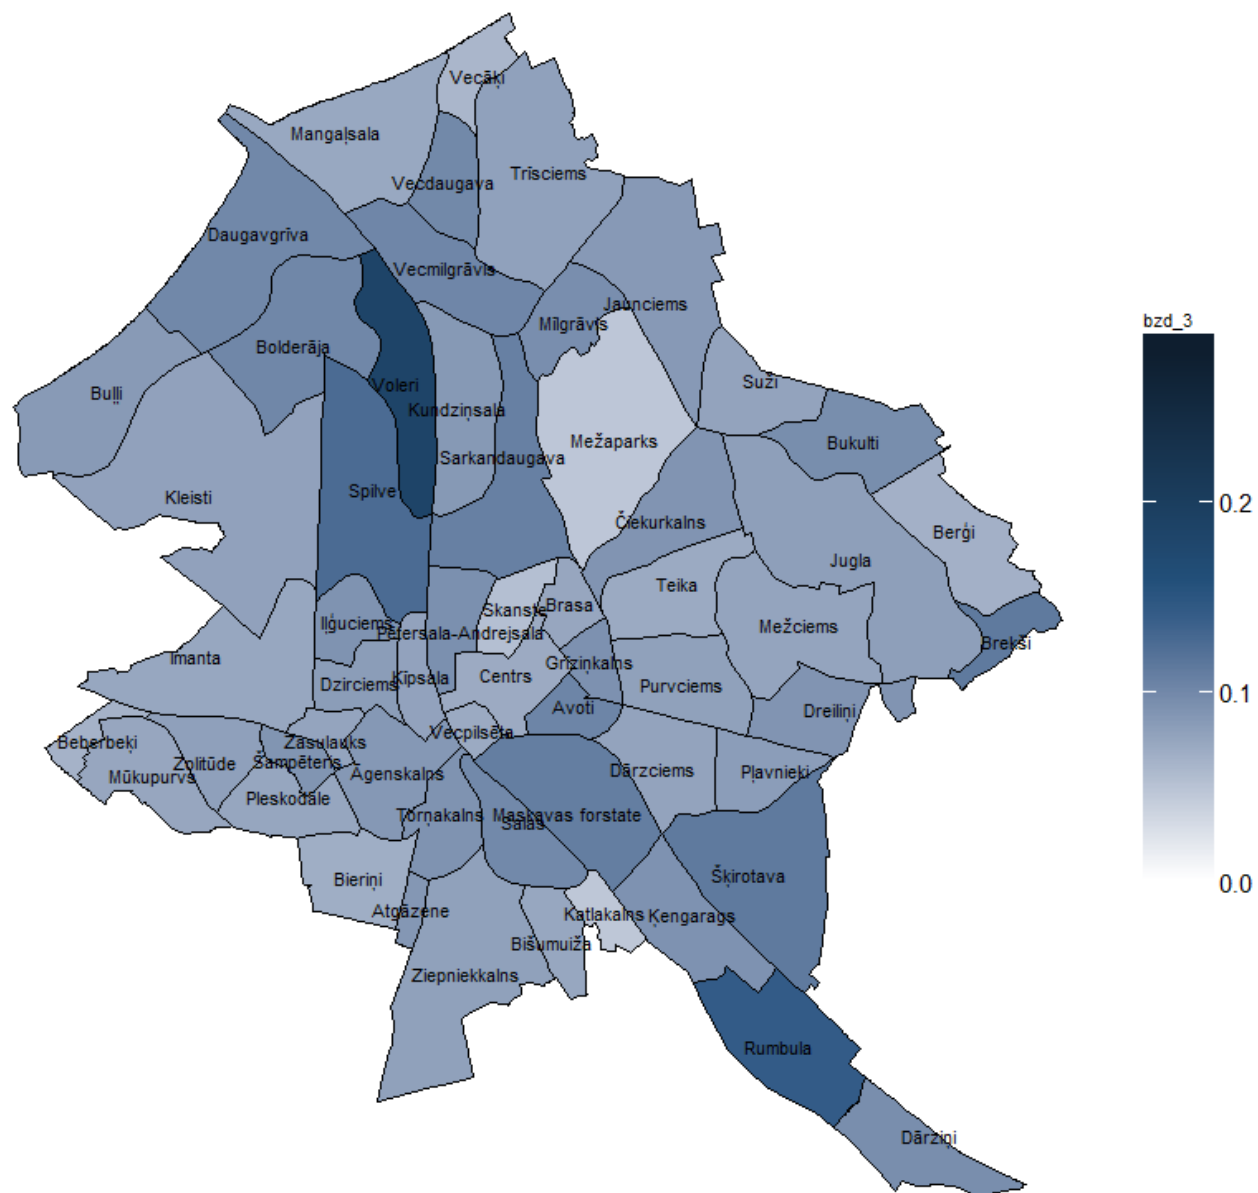 Vecāķi
Mangaļsala
Trīsciems
Vecdaugava
Daugavgrīva
Vecmīlgrāvis
Jaunciems
bzd_3
Mīlgrāvis
Bolderāja
Suži
Voleri
Buļļi
Kundziņsala
Mežaparks
Bukulti
Sarkandaugava
Spilve
Kleisti
0.2
Čiekurkalns
Berģi
Jugla
Teika
Skanste
Brasa
Iļģuciems
Mežciems
Pētersala-Andrejsala
Brekši
Imanta
Grīziņkalns
Ķīpsala
Centrs
Dzirciems
Purvciems
0.1
Avoti
Dreiliņi
Vecpilsēta
Beberbeķi
Zasulauks
Šampēteris
Zolitūde
Mūkupurvs
Āgenskalns
Dārzciems
Pļavnieki
Pleskodāle
Torņakalns
Maskavas forštate
Salas
Bieriņi
Šķirotava
0.0
Atgāzene
Katlakalns
Ķengarags
Bišumuiža
Ziepniekkalns
Rumbula
Dārziņi